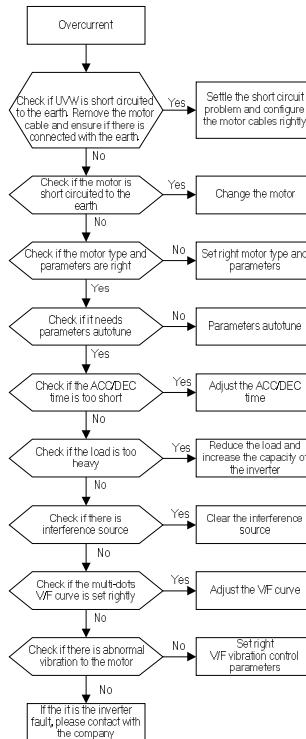 Overcurrent
Check if UVW is short circuited
to the earth. Remove the motor
cable and ensure if there is
connected with the earth.
Yes
Settle the short circuit
problem and configure
the motor cables rightly
No
Check if the motor is
short circuited to the
earth
Yes
Change the motor
No
Check if the motor type and
parameters are right
No
Set right motor type and
parameters
Yes
Check if it needs
parameters autotune
No
Parameters autotune
Yes
Check if the ACC/DEC
time is too short
Yes
Adjust the ACC/DEC
time
No
Check if the load is too
heavy
Yes
Reduce the load and
increase the capacity of
the inverter
No
Check if there is
interference source
Yes
Clear the interference
source
No
Check if the multi-dots
V/F curve is set rightly
Yes
Adjust the V/F curve
No
Check if there is abnormal
vibration to the motor
No
Set right
V/F vibration control
parameters
No
If the it is the inverter
fault, please contact with
the company